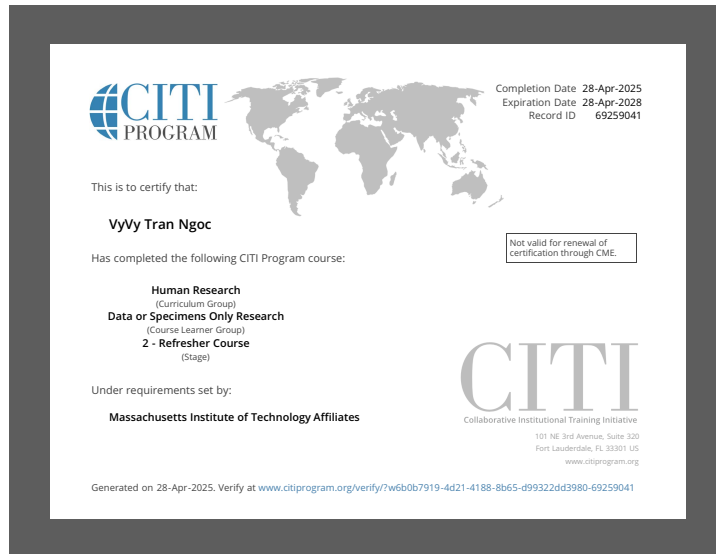 CITI
PROGRAM
Completion Date 28-Apr-2025
Expiration Date 28-Apr-2028
Record ID 69259041
This is to certify that:
VyVy Tran Ngoc
Not valid for renewal of
certification through CME.
Has completed the following CITI Program course:
Human Research
(Curriculum Group)
Data or Specimens Only Research
(Course Learner Group)
2 - Refresher Course
(Stage)
Under requirements set by:
Massachusetts Institute of Technology Affiliates
CITI
Collaborative Institutional Training Initiative
101 NE 3rd Avenue, Suite 320
Fort Lauderdale, FL 33301 US
www.citiprogram.org
Generated on 28-Apr-2025. Verify at www.citiprogram.org/verify/?w6b0b7919-4d21-4188-8b65-d99322dd3980-69259041